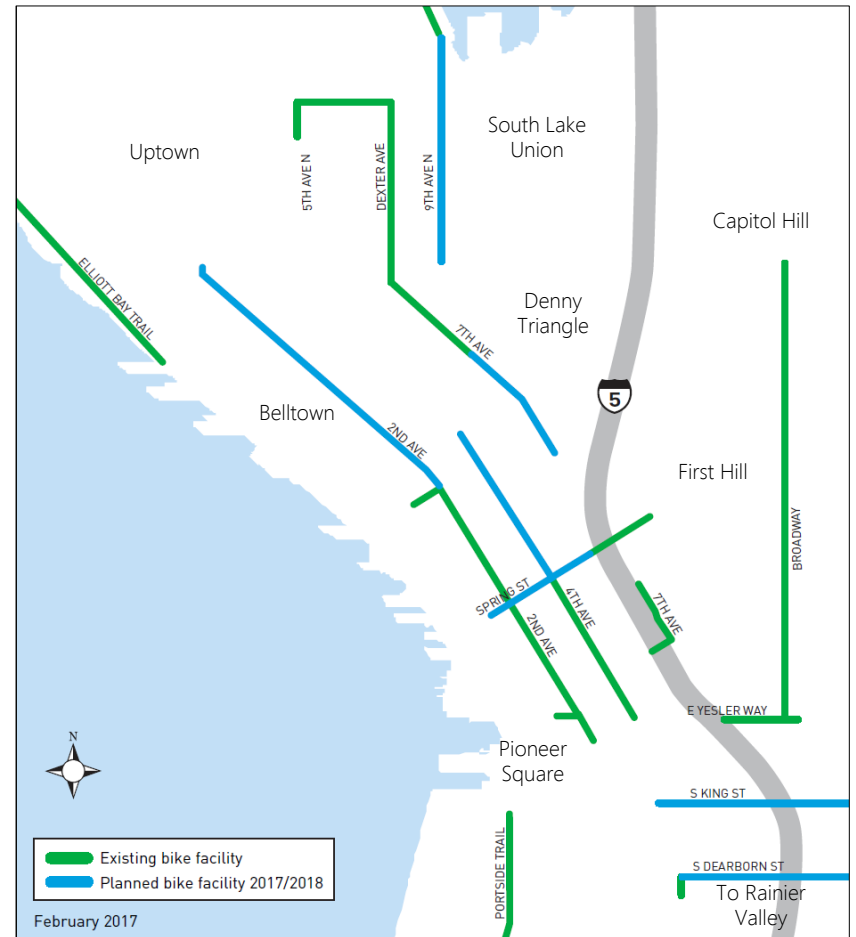 Uptown
South Lake
Union
5TH AVE N
DEXTER AVE
9TH AVE N
Capitol Hill
ELLIOTT BAY TRAIL
Denny
Triangle
7TH AVE
5
Belltown
2ND AVE
First Hill
BROADWAY
SPRING ST
4TH AVE
2ND AVE
7TH AVE
E YESLER WAY
N
Pioneer
Square
S KING ST
PORTSIDE TRAIL
S DEARBORN ST
To Rainier
Valley
Existing bike facility
Planned bike facility 2017/2018
February 2017